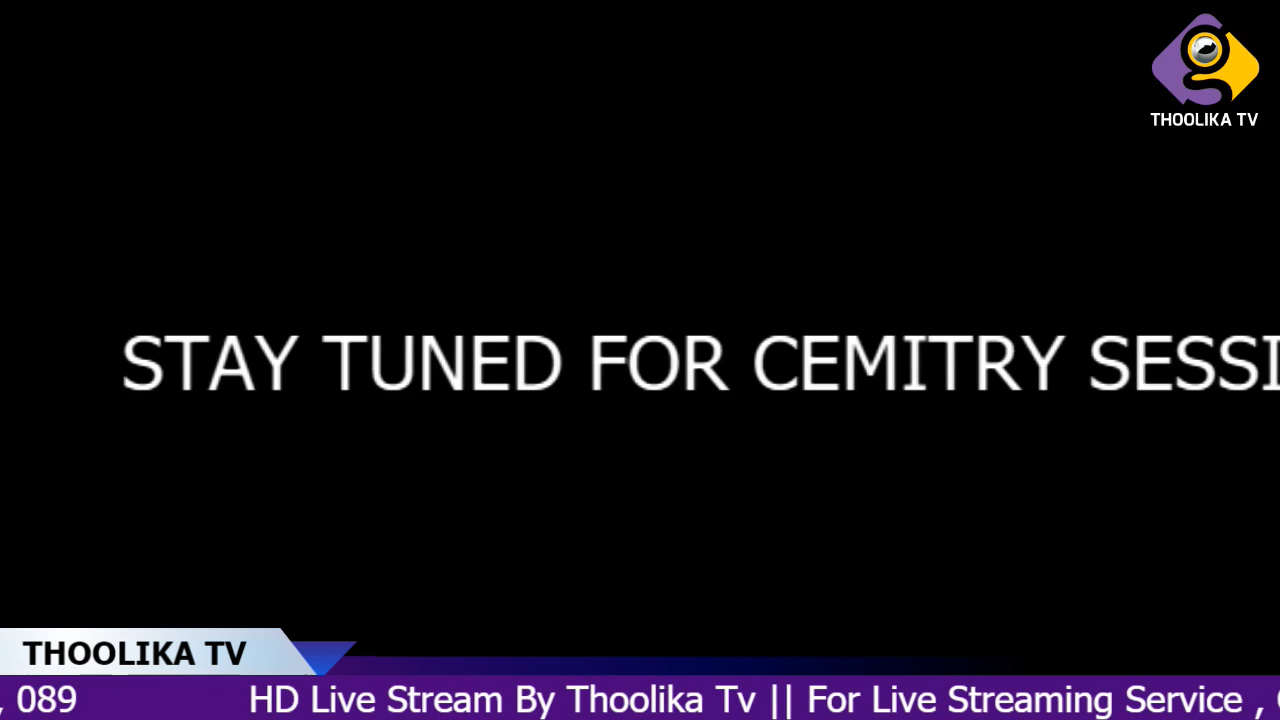 THOOLIKA TV
STAY TUNED FOR CEMITRY SESSI
THOOLIKA TV
, 089 HD Live Stream By Thoolika Tv || For Live Streaming Service ,